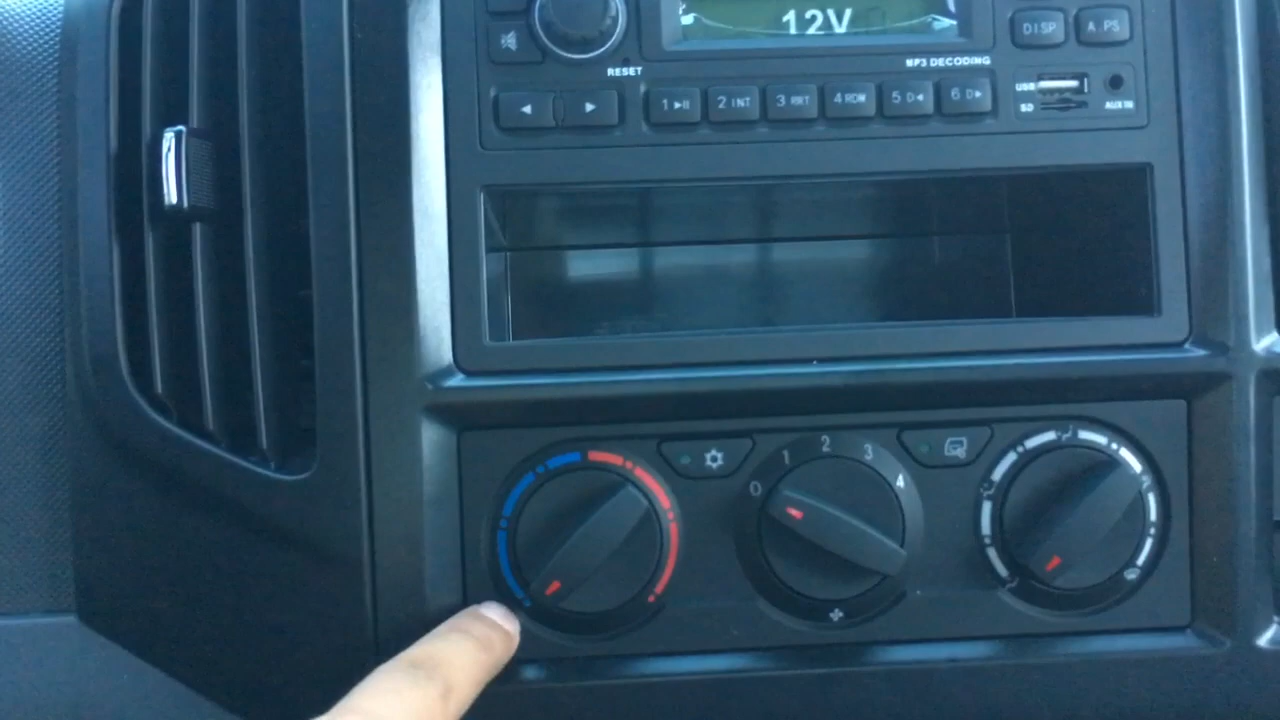 12V
DISP
A.PS
RESET
MP3 DECODING
1 2 INT 3 RPT 4 RDM 5 D 6 D
USB
SD
AUX IN
0 1 2 3 4